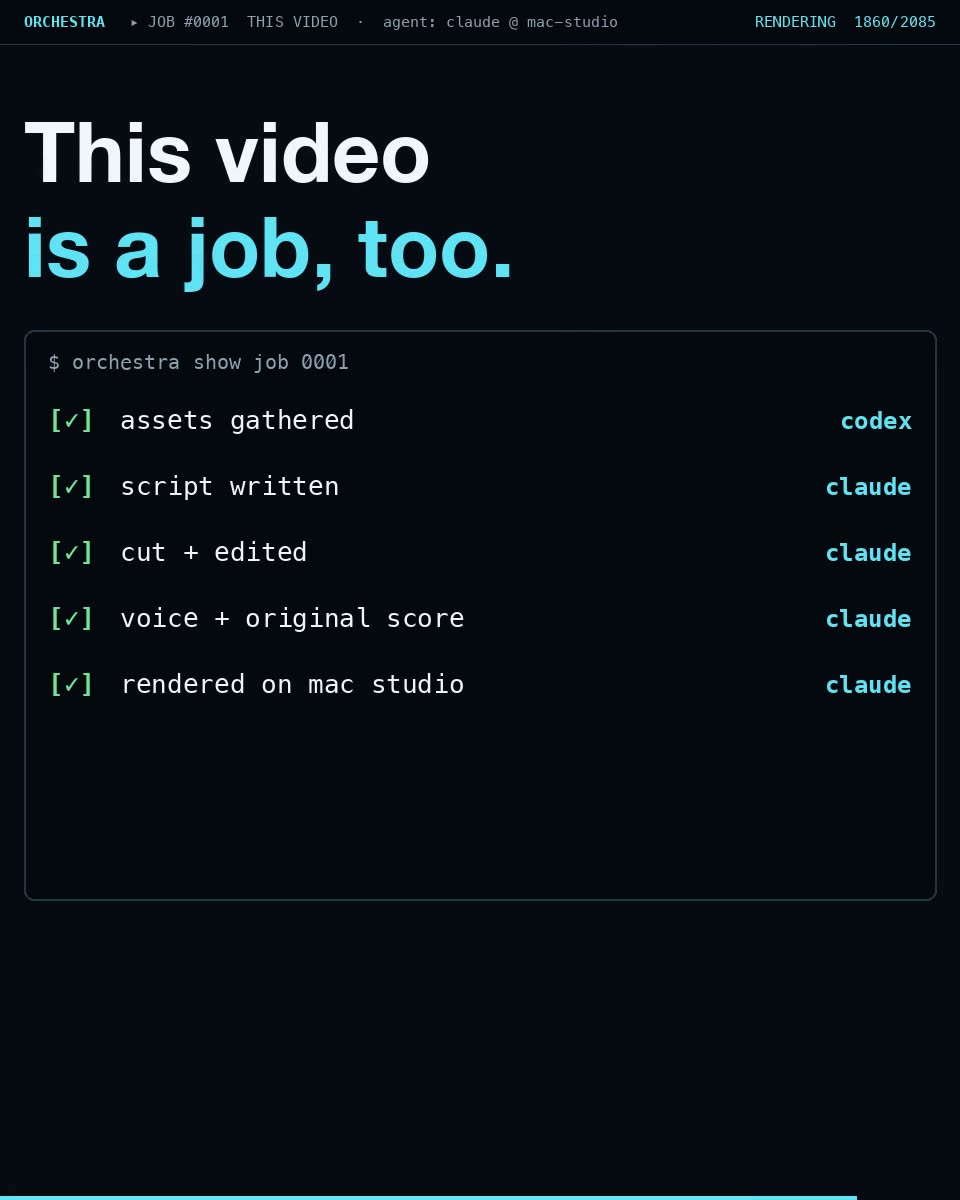 ORCHESTRA ▸ JOB #0001 THIS VIDEO · agent: claude @ mac-studio RENDERING 1860/2085
This video
is a job, too.
$ orchestra show job 0001
[✓] assets gathered codex
[✓] script written claude
[✓] cut + edited claude
[✓] voice + original score claude
[✓] rendered on mac studio claude